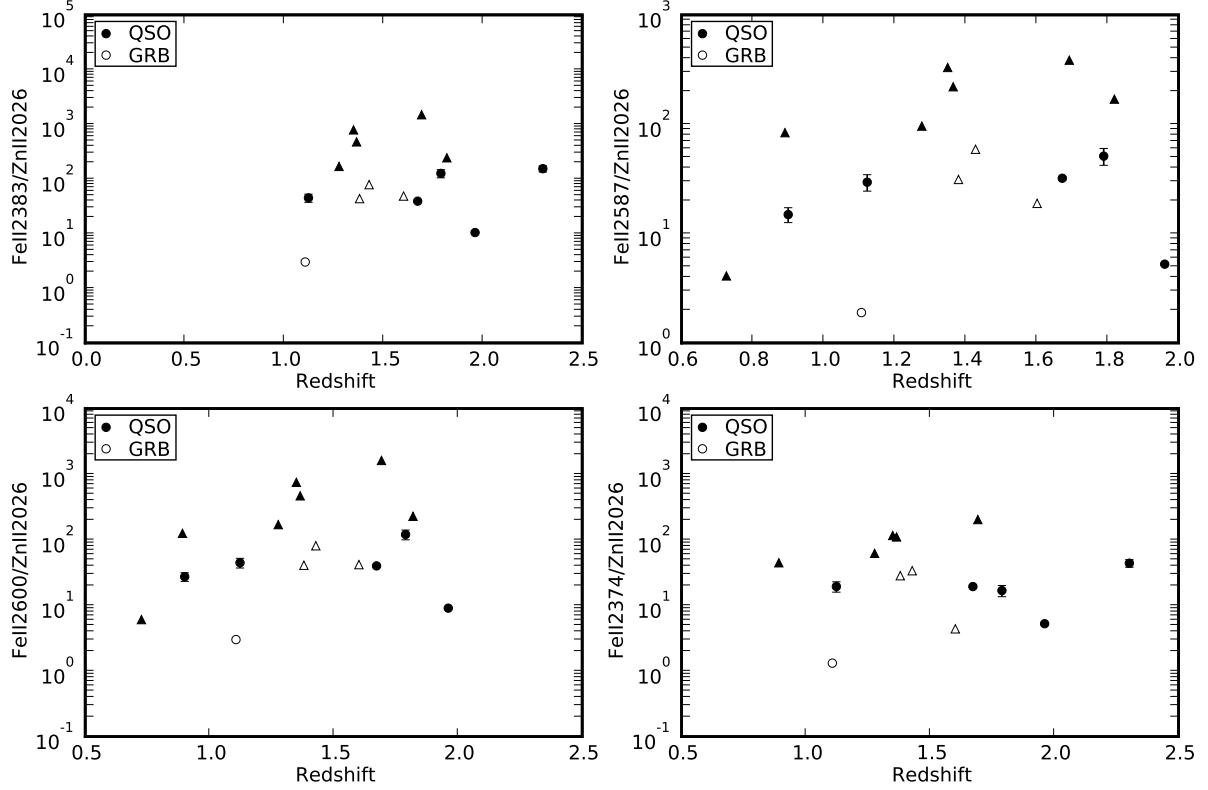 10^5
10^4
10^3
10^2
10^1
10^0
10^-1
FeII2383/ZnII2026
QSO
GRB
0.0 0.5 1.0 1.5 2.0 2.5
Redshift
10^3
10^2
10^1
10^0
FeII2587/ZnII2026
QSO
GRB
0.6 0.8 1.0 1.2 1.4 1.6 1.8 2.0
Redshift
10^4
10^3
10^2
10^1
10^0
10^-1
FeII2600/ZnII2026
QSO
GRB
0.5 1.0 1.5 2.0 2.5
Redshift
10^4
10^3
10^2
10^1
10^0
10^-1
FeII2374/ZnII2026
QSO
GRB
0.5 1.0 1.5 2.0 2.5
Redshift